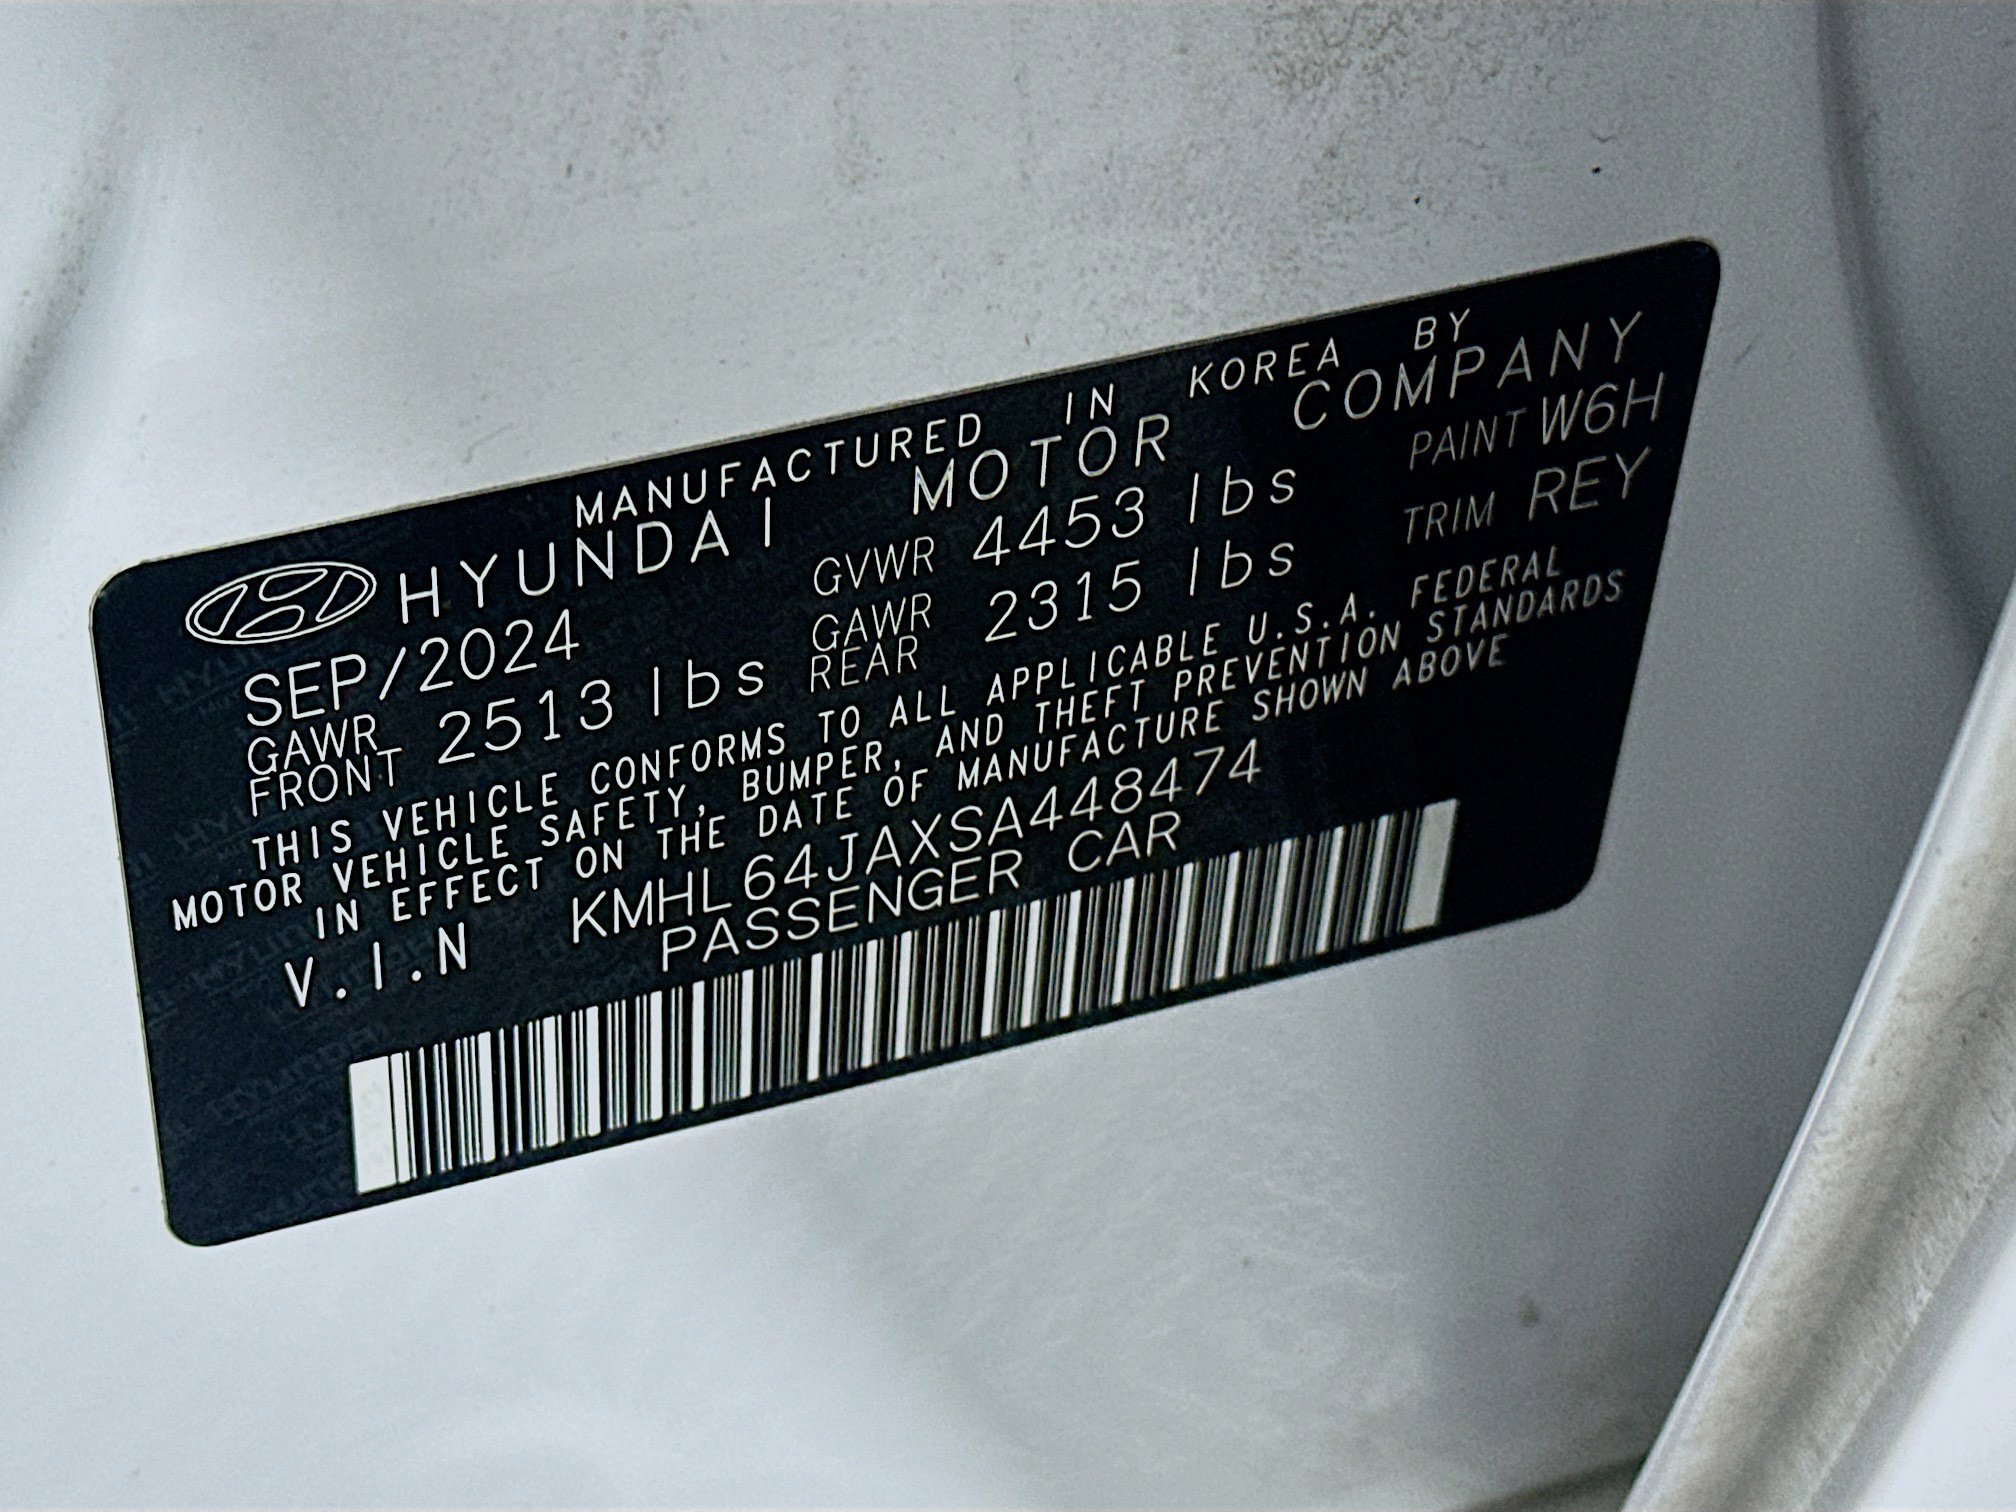 MANUFACTURED IN KOREA BY
HYUNDAI MOTOR COMPANY
SEP/2024 GVWR 4453 lbs PAINT W6H
GAWR FRONT 2513 lbs GAWR REAR 2315 lbs TRIM REY
THIS VEHICLE CONFORMS TO ALL APPLICABLE U.S.A. FEDERAL
MOTOR VEHICLE SAFETY, BUMPER, AND THEFT PREVENTION STANDARDS
IN EFFECT ON THE DATE OF MANUFACTURE SHOWN ABOVE
V.I.N KMHL64JAXSA448474
PASSENGER CAR